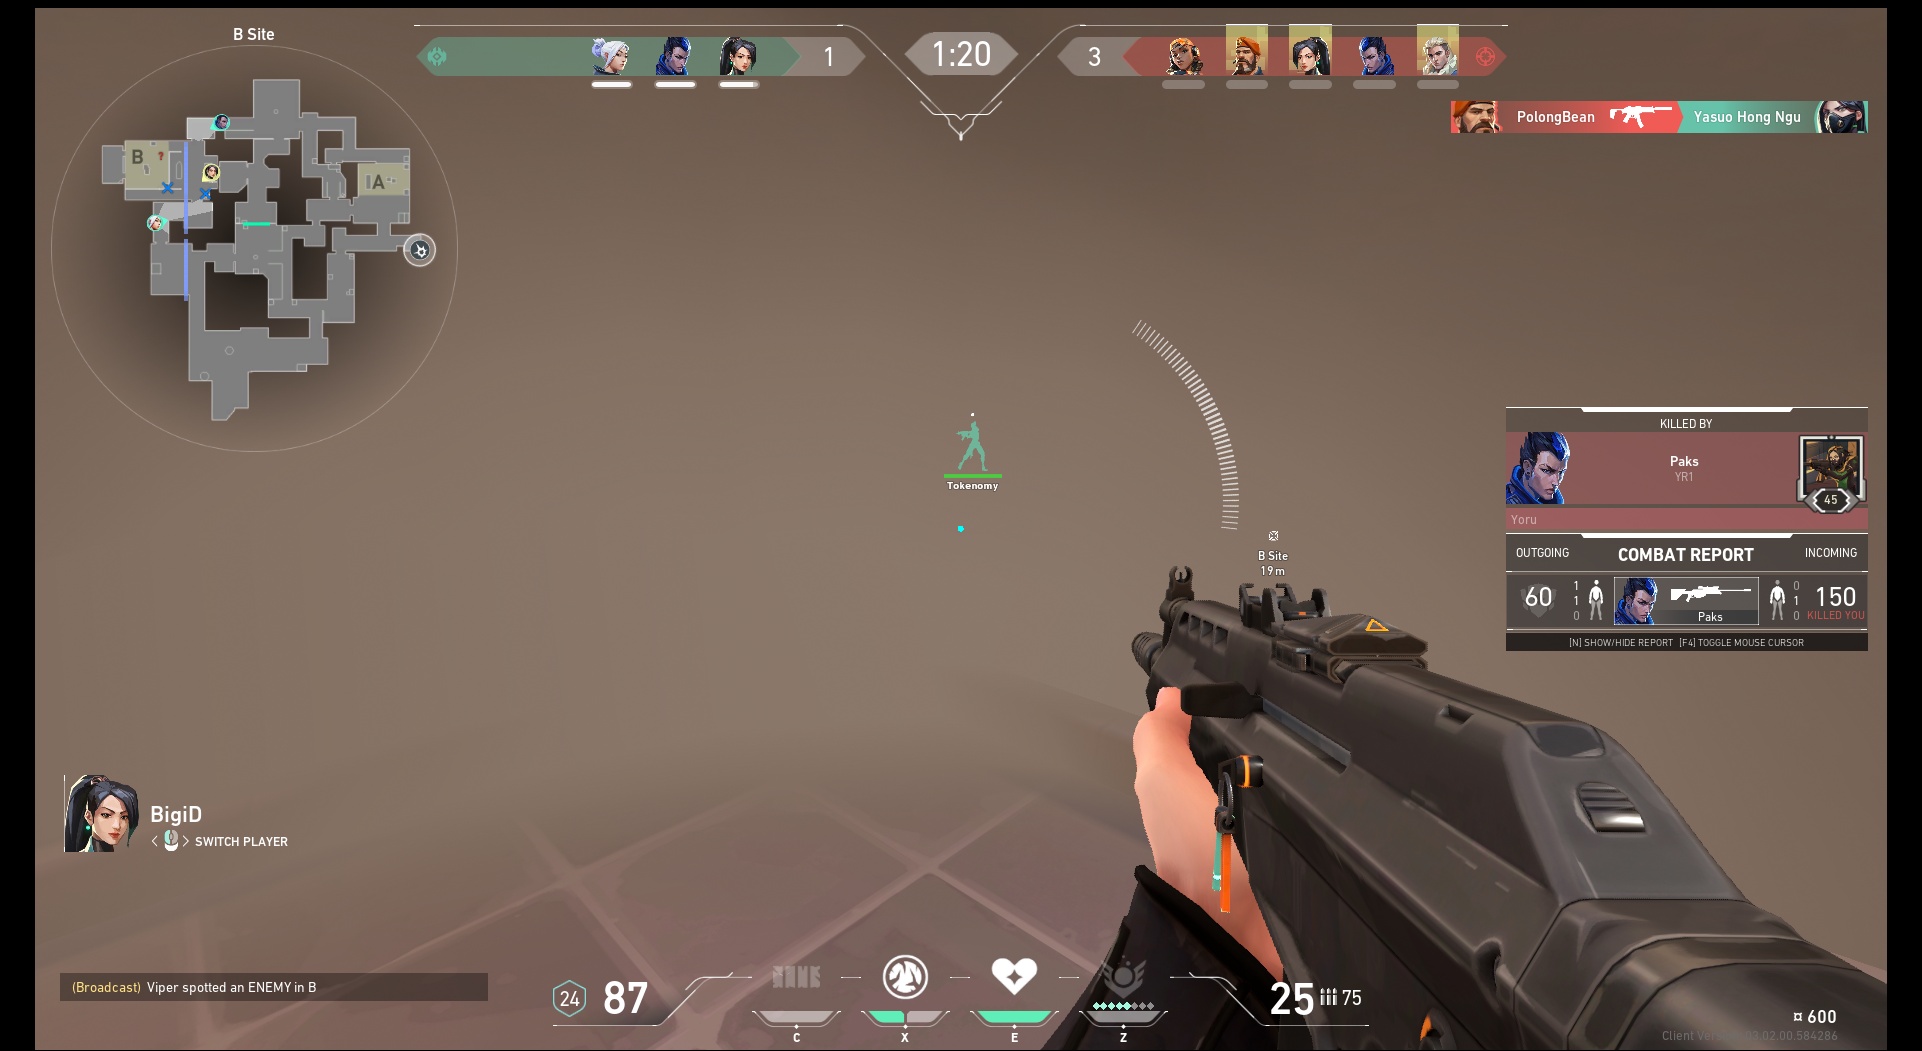 B Site
1
1:20
3
B
?
A
PolongBean
Yasuo Hong Ngu
KILLED BY
Paks
YR1
45
Yoru
OUTGOING
COMBAT REPORT
INCOMING
60
1
1
0
Paks
0
1
0
150
KILLED YOU
[N] SHOW/HIDE REPORT [F4] TOGGLE MOUSE CURSOR
Tokenomy
B Site
19m
BigiD
< > SWITCH PLAYER
(Broadcast) Viper spotted an ENEMY in B
24
87
C
X
E
Z
25
75
¤ 600